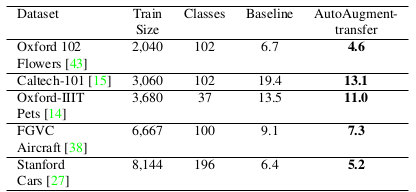 Dataset Train Classes Baseline AutoAugment-
Size transfer
Oxford 102 2,040 102 6.7 4.6
Flowers [43]
Caltech-101 [15] 3,060 102 19.4 13.1
Oxford-IIIT 3,680 37 13.5 11.0
Pets [14]
FGVC 6,667 100 9.1 7.3
Aircraft [38]
Stanford 8,144 196 6.4 5.2
Cars [27]